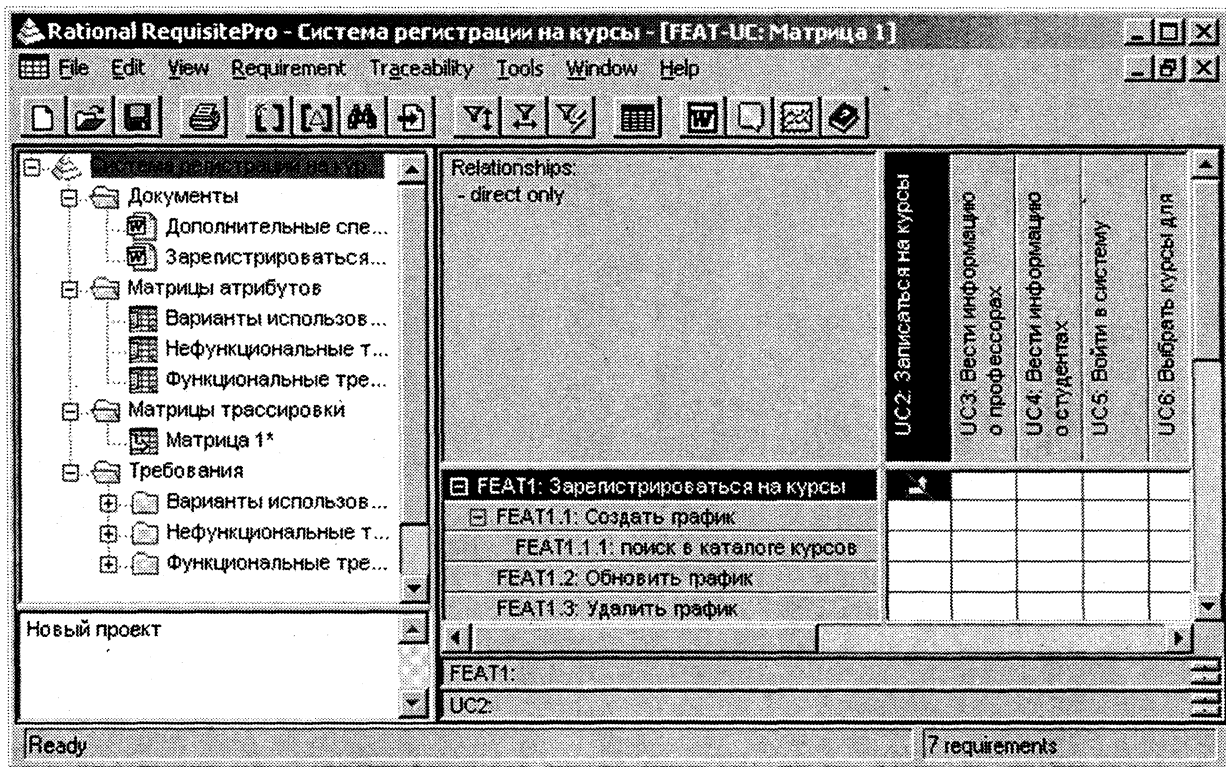 Rational RequisitePro - Система регистрации на курсы - [FEAT-UC: Матрица 1]
File Edit View Requirement Traceability Tools Window Help
Система регистрации на кур...
Документы
Дополнительные спе...
Зарегистрироваться...
Матрицы атрибутов
Варианты использов...
Нефункциональные т...
Функциональные тре...
Матрицы трассировки
Матрица 1*
Требования
Варианты использов...
Нефункциональные т...
Функциональные тре...
Новый проект
Relationships:
- direct only
UC2: Записаться на курсы
UC3: Вести информацию
о профессорах
UC4: Вести информацию
о студентах
UC5: Войти в систему
UC6: Выбрать курсы для
FEAT1: Зарегистрироваться на курсы
FEAT1.1: Создать график
FEAT1.1.1: поиск в каталоге курсов
FEAT1.2: Обновить график
FEAT1.3: Удалить график
FEAT1:
UC2:
Ready
7 requirements